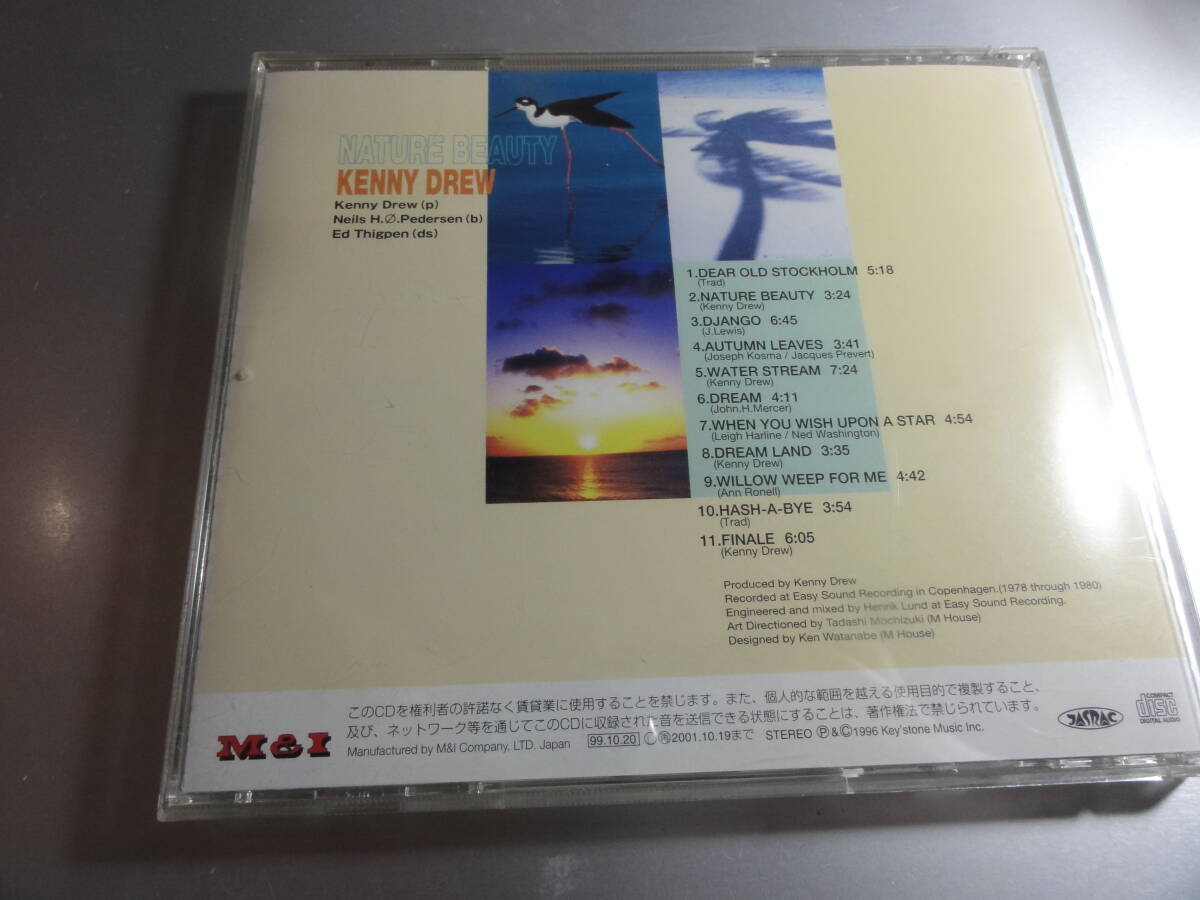 NATURE BEAUTY
KENNY DREW
Kenny Drew (p)
Neils H.Ø.Pedersen (b)
Ed Thigpen (ds)
1.DEAR OLD STOCKHOLM 5:18
(Trad)
2.NATURE BEAUTY 3:24
(Kenny Drew)
3.DJANGO 6:45
(J.Lewis)
4.AUTUMN LEAVES 3:41
(Joseph Kosma / Jacques Prevert)
5.WATER STREAM 7:24
(Kenny Drew)
6.DREAM 4:11
(John.H.Mercer)
7.WHEN YOU WISH UPON A STAR 4:54
(Leigh Harline / Ned Washington)
8.DREAM LAND 3:35
(Kenny Drew)
9.WILLOW WEEP FOR ME 4:42
(Ann Ronell)
10.HASH-A-BYE 3:54
(Trad)
11.FINALE 6:05
(Kenny Drew)
Produced by Kenny Drew
Recorded at Easy Sound Recording in Copenhagen.(1978 through 1980)
Engineered and mixed by Henrik Lund at Easy Sound Recording.
Art Directioned by Tadashi Mochizuki (M House)
Designed by Ken Watanabe (M House)
このCDを権利者の許諾なく賃貸業に使用することを禁じます。また、個人的な範囲を越える使用目的で複製すること、
及び、ネットワーク等を通じてこのCDに収録された音を送信できる状態にすることは、著作権法で禁じられています。
M&I
Manufactured by M&I Company, LTD. Japan 99.10.20 Ⓛ㋹2001.10.19まで STEREO Ⓟ&Ⓒ1996 Key'stone Music Inc.
JASRAC
COMPACT
disc
DIGITAL AUDIO